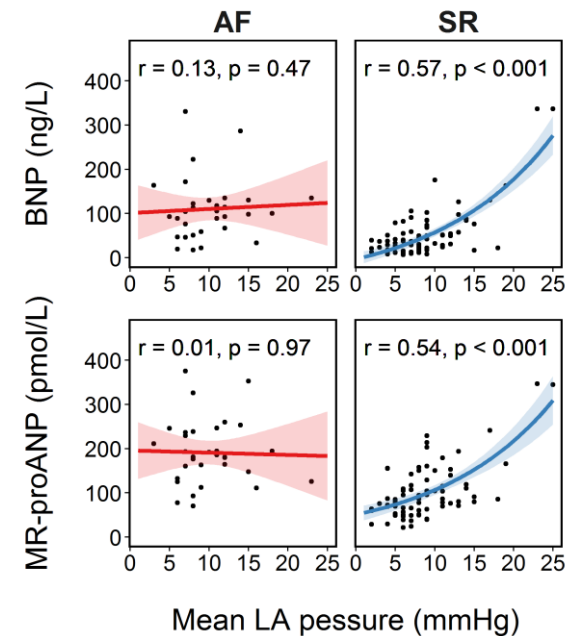 AF SR
BNP (ng/L)
r = 0.13, p = 0.47
r = 0.57, p < 0.001
400
300
200
100
0
0 5 10 15 20 25
0 5 10 15 20 25
MR-proANP (pmol/L)
r = 0.01, p = 0.97
r = 0.54, p < 0.001
400
300
200
100
0
0 5 10 15 20 25
0 5 10 15 20 25
Mean LA pessure (mmHg)